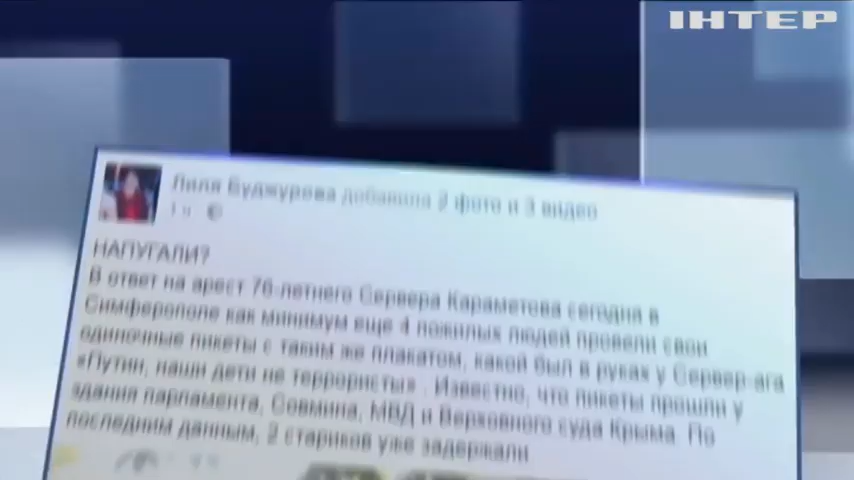 ІНТЕР
Лиля Буджурова добавила 2 фото и 3 видео
1 ч
НАПУГАЛИ?
В ответ на арест 76-летнего Сервера Караметова сегодня в
Симферополе как минимум еще 4 пожилых людей провели свои
одиночные пикеты с таким же плакатом, какой был в руках у Сервер-ага
«Путин, наши дети не террористы» . Известно, что пикеты прошли у
здания парламента, Совмина, МВД и Верховного суда Крыма. По
последним данным, 2 стариков уже задержали